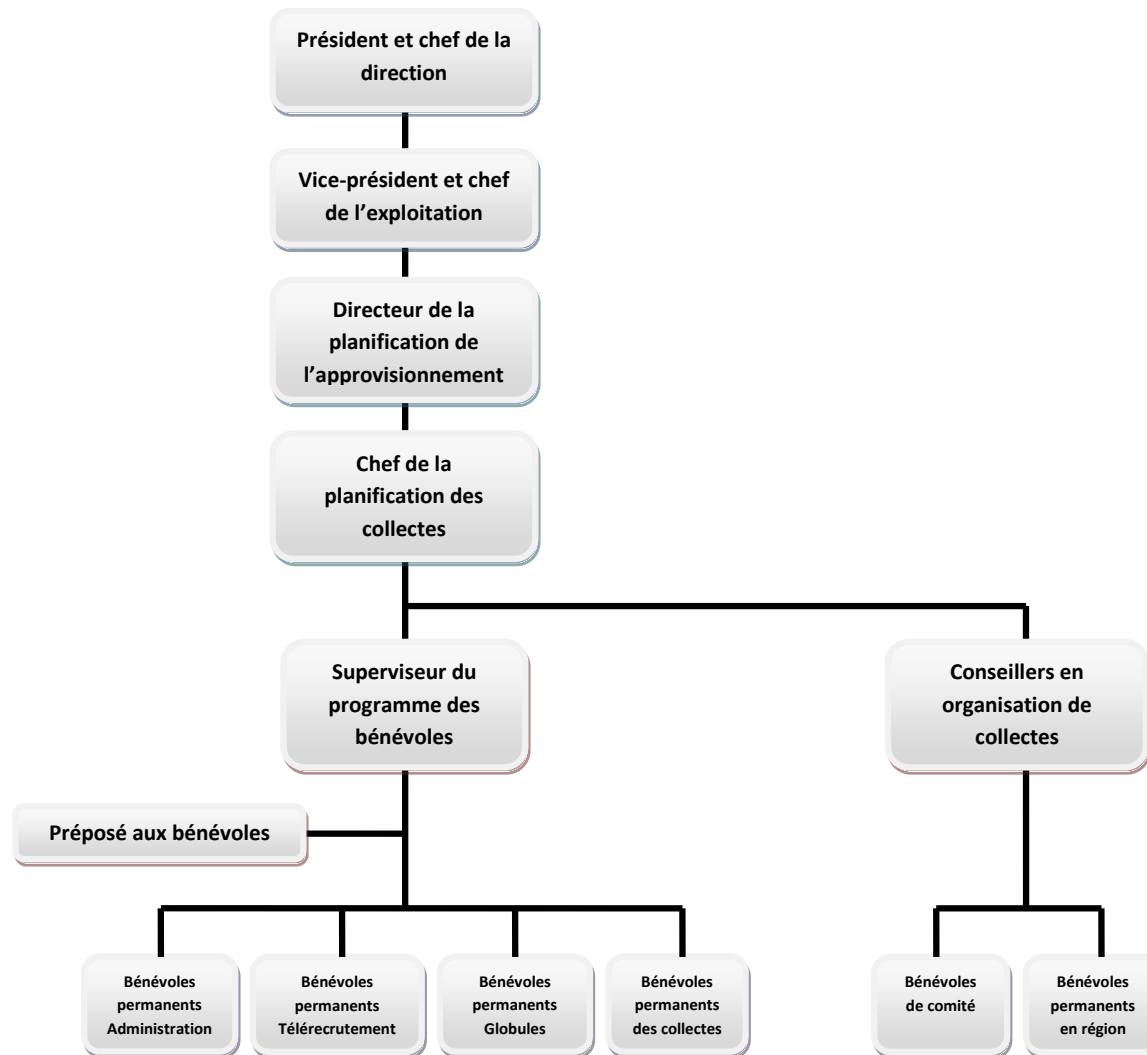 Président et chef de la
direction
Vice-président et chef
de l’exploitation
Directeur de la
planification de
l’approvisionnement
Chef de la
planification des
collectes
Superviseur du
programme des
bénévoles
Conseillers en
organisation de
collectes
Préposé aux bénévoles
Bénévoles
permanents
Administration
Bénévoles
permanents
Télérecrutement
Bénévoles
permanents
Globules
Bénévoles
permanents
des collectes
Bénévoles
de comité
Bénévoles
permanents
en région